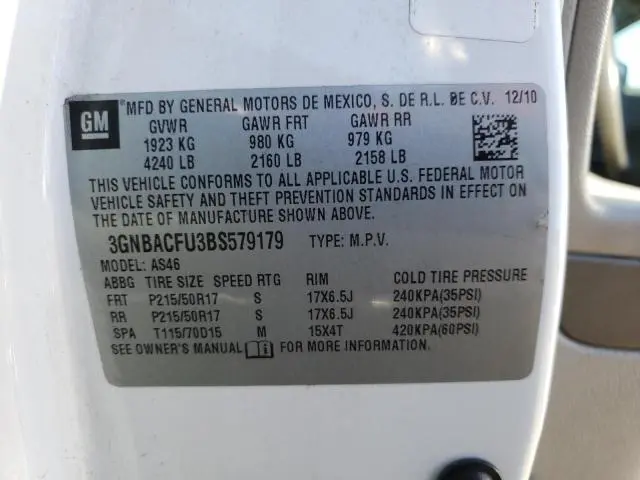 GM ®MFD BY GENERAL MOTORS DE MEXICO, S. DE R.L. DE C.V. 12/10
GVWR GAWR FRT GAWR RR
1923 KG 980 KG 979 KG
4240 LB 2160 LB 2158 LB
THIS VEHICLE CONFORMS TO ALL APPLICABLE U.S. FEDERAL MOTOR
VEHICLE SAFETY AND THEFT PREVENTION STANDARDS IN EFFECT ON
THE DATE OF MANUFACTURE SHOWN ABOVE.
3GNBACFU3BS579179 TYPE: M.P.V.
MODEL: AS46
ABBG TIRE SIZE SPEED RTG RIM COLD TIRE PRESSURE
FRT P215/50R17 S 17X6.5J 240KPA(35PSI)
RR P215/50R17 S 17X6.5J 240KPA(35PSI)
SPA T115/70D15 M 15X4T 420KPA(60PSI)
SEE OWNER'S MANUAL FOR MORE INFORMATION.